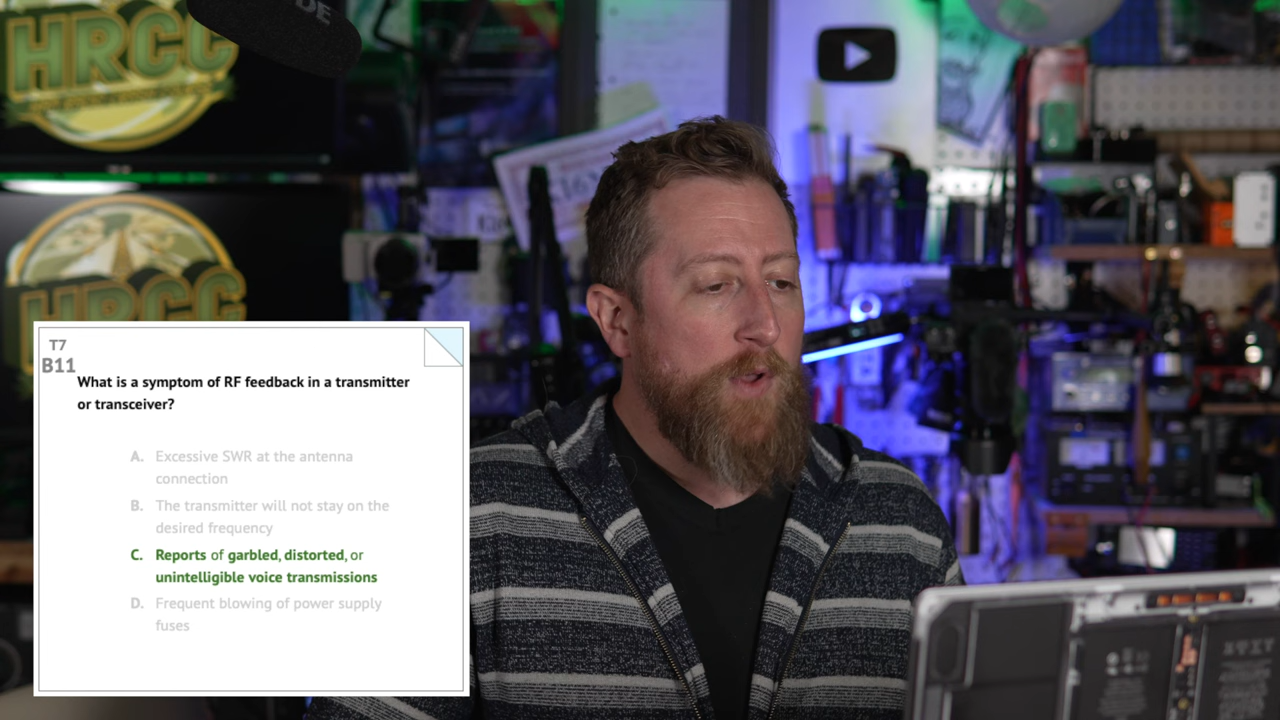 DE
HRCC
HRCC
T7
B11
What is a symptom of RF feedback in a transmitter
or transceiver?
A. Excessive SWR at the antenna
connection
B. The transmitter will not stay on the
desired frequency
C. Reports of garbled, distorted, or
unintelligible voice transmissions
D. Frequent blowing of power supply
fuses